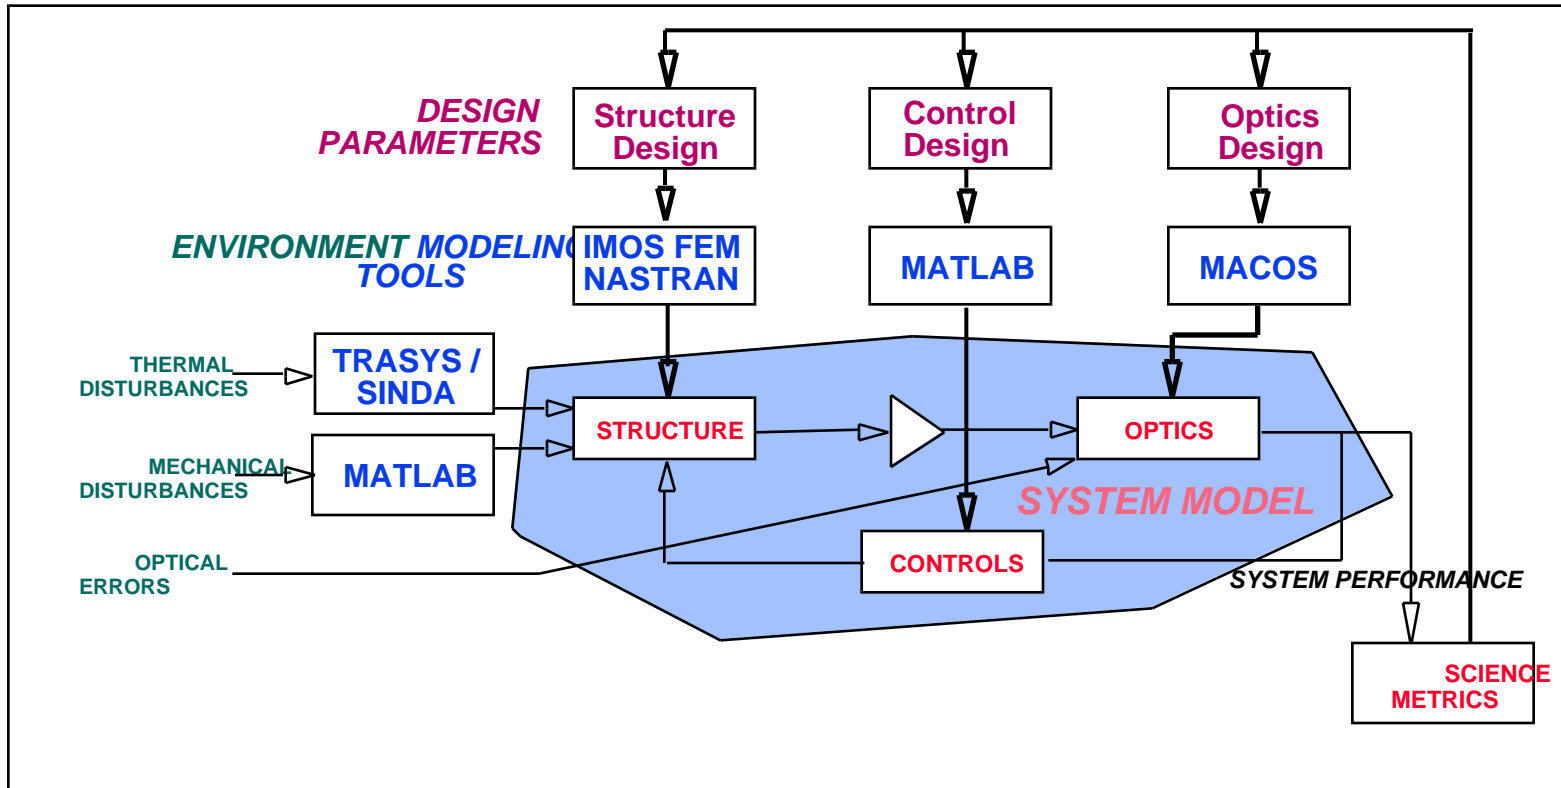 DESIGN
PARAMETERS
Structure
Design
Control
Design
Optics
Design
ENVIRONMENT MODELING
TOOLS
IMOS FEM
NASTRAN
MATLAB
MACOS
THERMAL
DISTURBANCES
TRASYS /
SINDA
STRUCTURE
OPTICS
MECHANICAL
DISTURBANCES
MATLAB
SYSTEM MODEL
OPTICAL
ERRORS
CONTROLS
SYSTEM PERFORMANCE
SCIENCE
METRICS